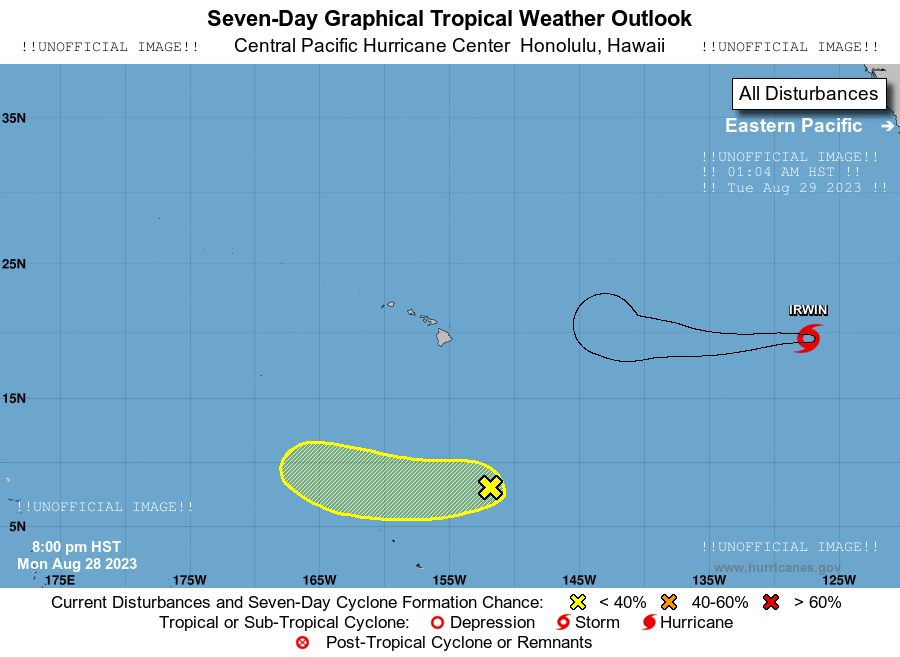 Seven-Day Graphical Tropical Weather Outlook
!!UNOFFICIAL IMAGE!! Central Pacific Hurricane Center Honolulu, Hawaii !!UNOFFICIAL IMAGE!!
All Disturbances
35N
Eastern Pacific →
!!UNOFFICIAL IMAGE!!
!! 01:04 AM HST !!
!! Tue Aug 29 2023 !!
25N
IRWIN
15N
!!UNOFFICIAL IMAGE!!
5N
8:00 pm HST
Mon Aug 28 2023
!!UNOFFICIAL IMAGE!!
www.hurricanes.gov
175E 175W 165W 155W 145W 135W 125W
Current Disturbances and Seven-Day Cyclone Formation Chance: < 40% 40-60% > 60%
Tropical or Sub-Tropical Cyclone: Depression Storm Hurricane
Post-Tropical Cyclone or Remnants